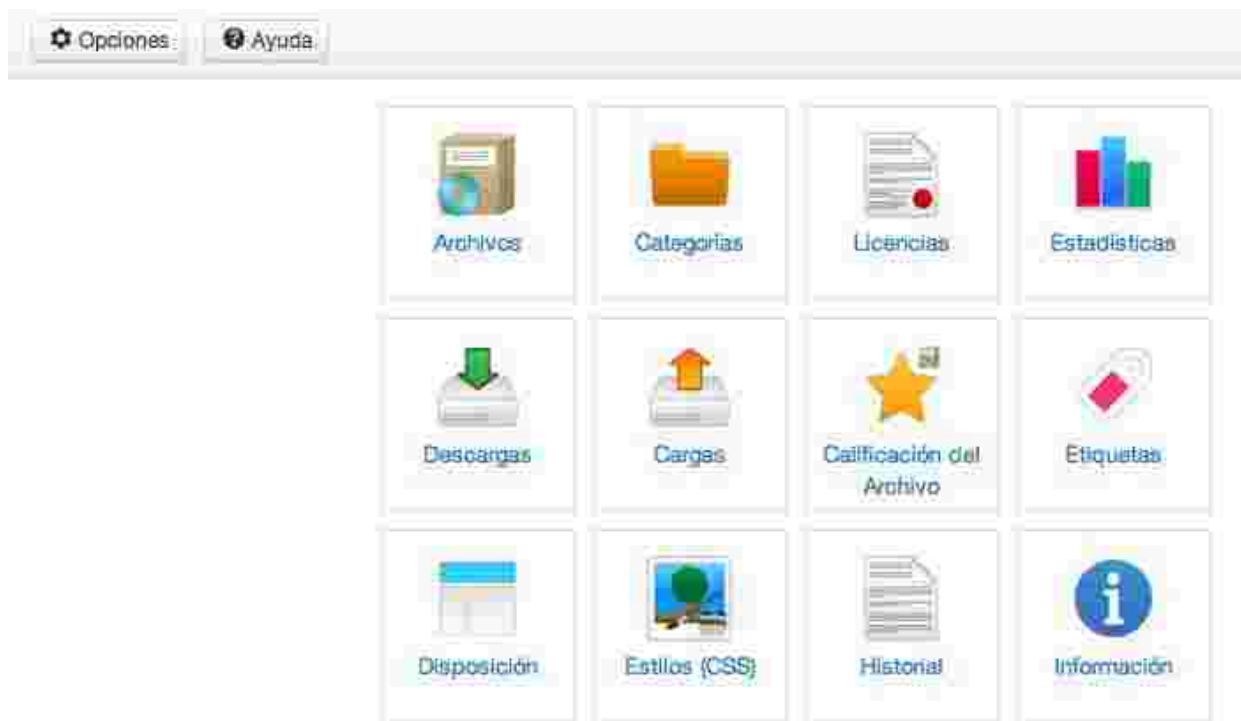 Opciones
Ayuda
Archivos
Categorías
Licencias
Estadísticas
Descargas
Cargas
Calificación del
Archivo
Etiquetas
Disposición
Estilos (CSS)
Historial
Información